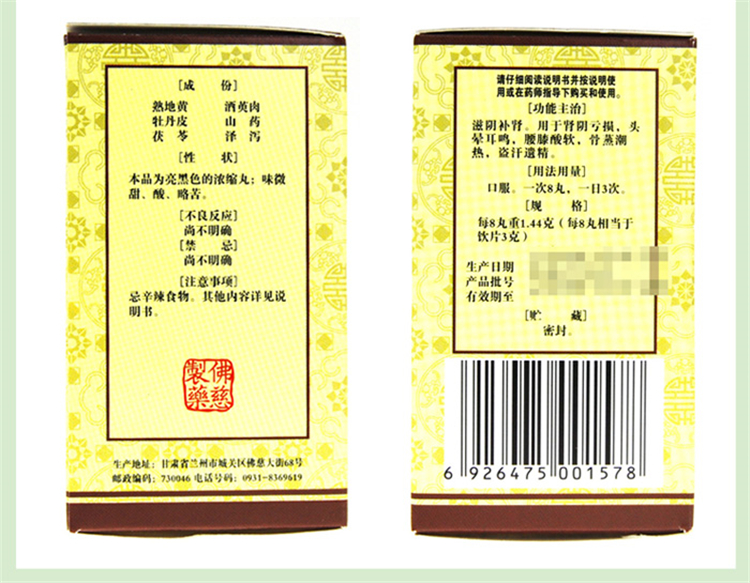 [成 份]
熟地黄 酒萸肉
牡丹皮 山 药
茯 苓 泽 泻
[性 状]
本品为亮黑色的浓缩丸；味微
甜、酸、略苦。
[不良反应]
尚不明确
[禁 忌]
尚不明确
[注意事项]
忌辛辣食物。其他内容详见说
明书。
佛慈
製藥
生产地址：甘肃省兰州市城关区佛慈大街68号
邮政编码：730046 电话号码：0931-8369619
请仔细阅读说明书并按说明使
用或在药师指导下购买和使用。
[功能主治]
滋阴补肾。用于肾阴亏损，头
晕耳鸣，腰膝酸软，骨蒸潮
热，盗汗遗精。
[用法用量]
口服。一次8丸，一日3次。
[规 格]
每8丸重1.44克（每8丸相当于
饮片3克）
生产日期
产品批号
有效期至
[贮 藏]
密封。
6 926475 001578